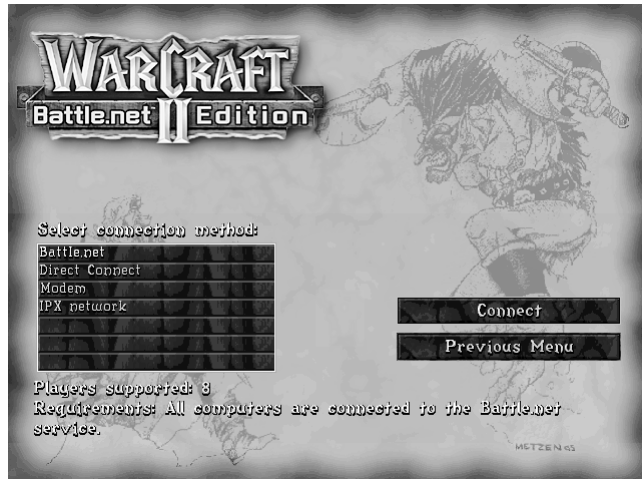 WARCRAFT
Battle.net™ II Edition
Select connection method:
Battle.net
Direct Connect
Modem
IPX network
Connect
Previous Menu
Players supported: 8
Requirements: All computers are connected to the Battle.net
service.
METZEN 95